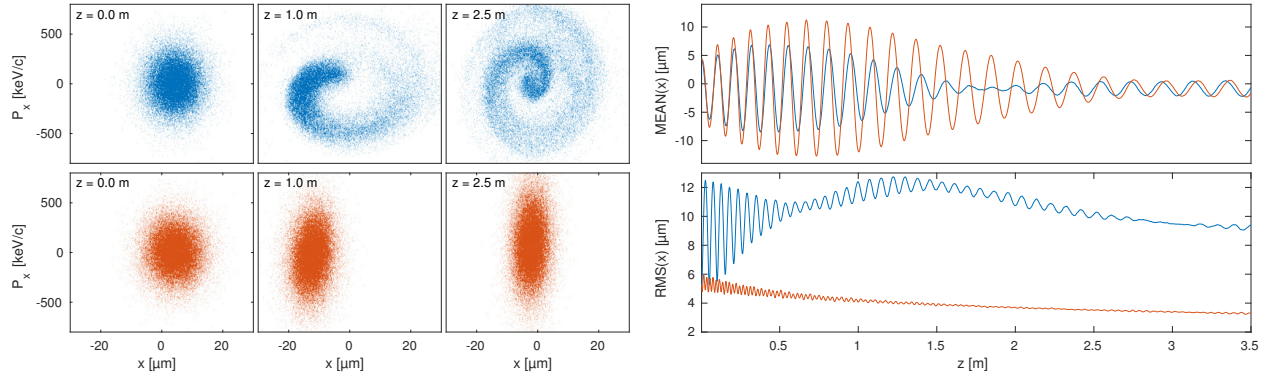 z = 0.0 m
z = 1.0 m
z = 2.5 m
500
0
-500
P_x [keV/c]
z = 0.0 m
z = 1.0 m
z = 2.5 m
500
0
-500
P_x [keV/c]
-20 0 20
-20 0 20
-20 0 20
x [µm]
x [µm]
x [µm]
10
5
0
-5
-10
MEAN(x) [µm]
12
10
8
6
4
2
RMS(x) [µm]
0.5 1 1.5 2 2.5 3 3.5
z [m]